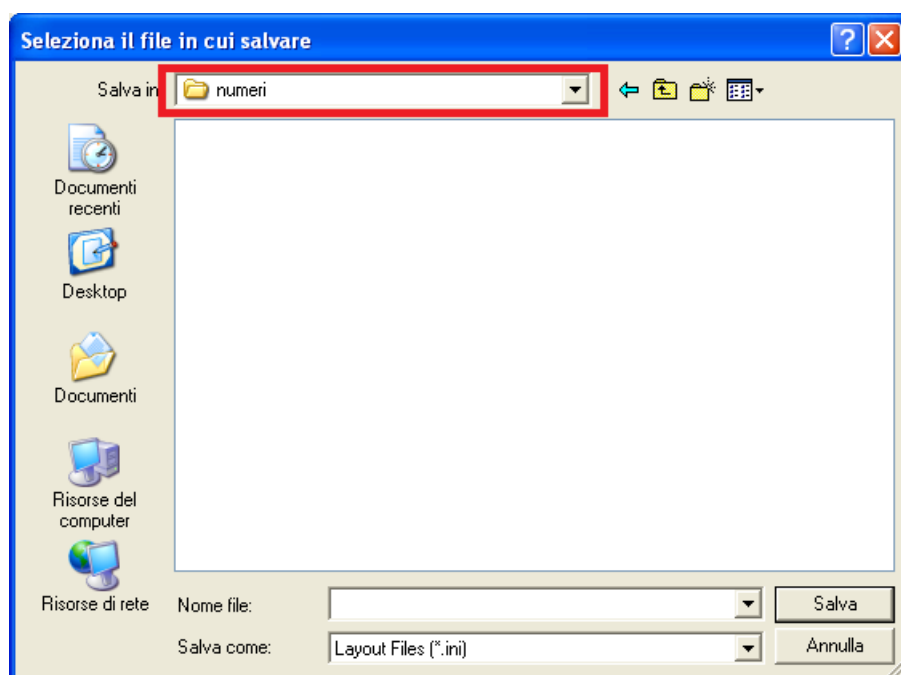 Seleziona il file in cui salvare
Salva in
numeri
Documenti
recenti
Desktop
Documenti
Risorse del
computer
Risorse di rete
Nome file:
Salva
Salva come:
Layout Files (*.ini)
Annulla